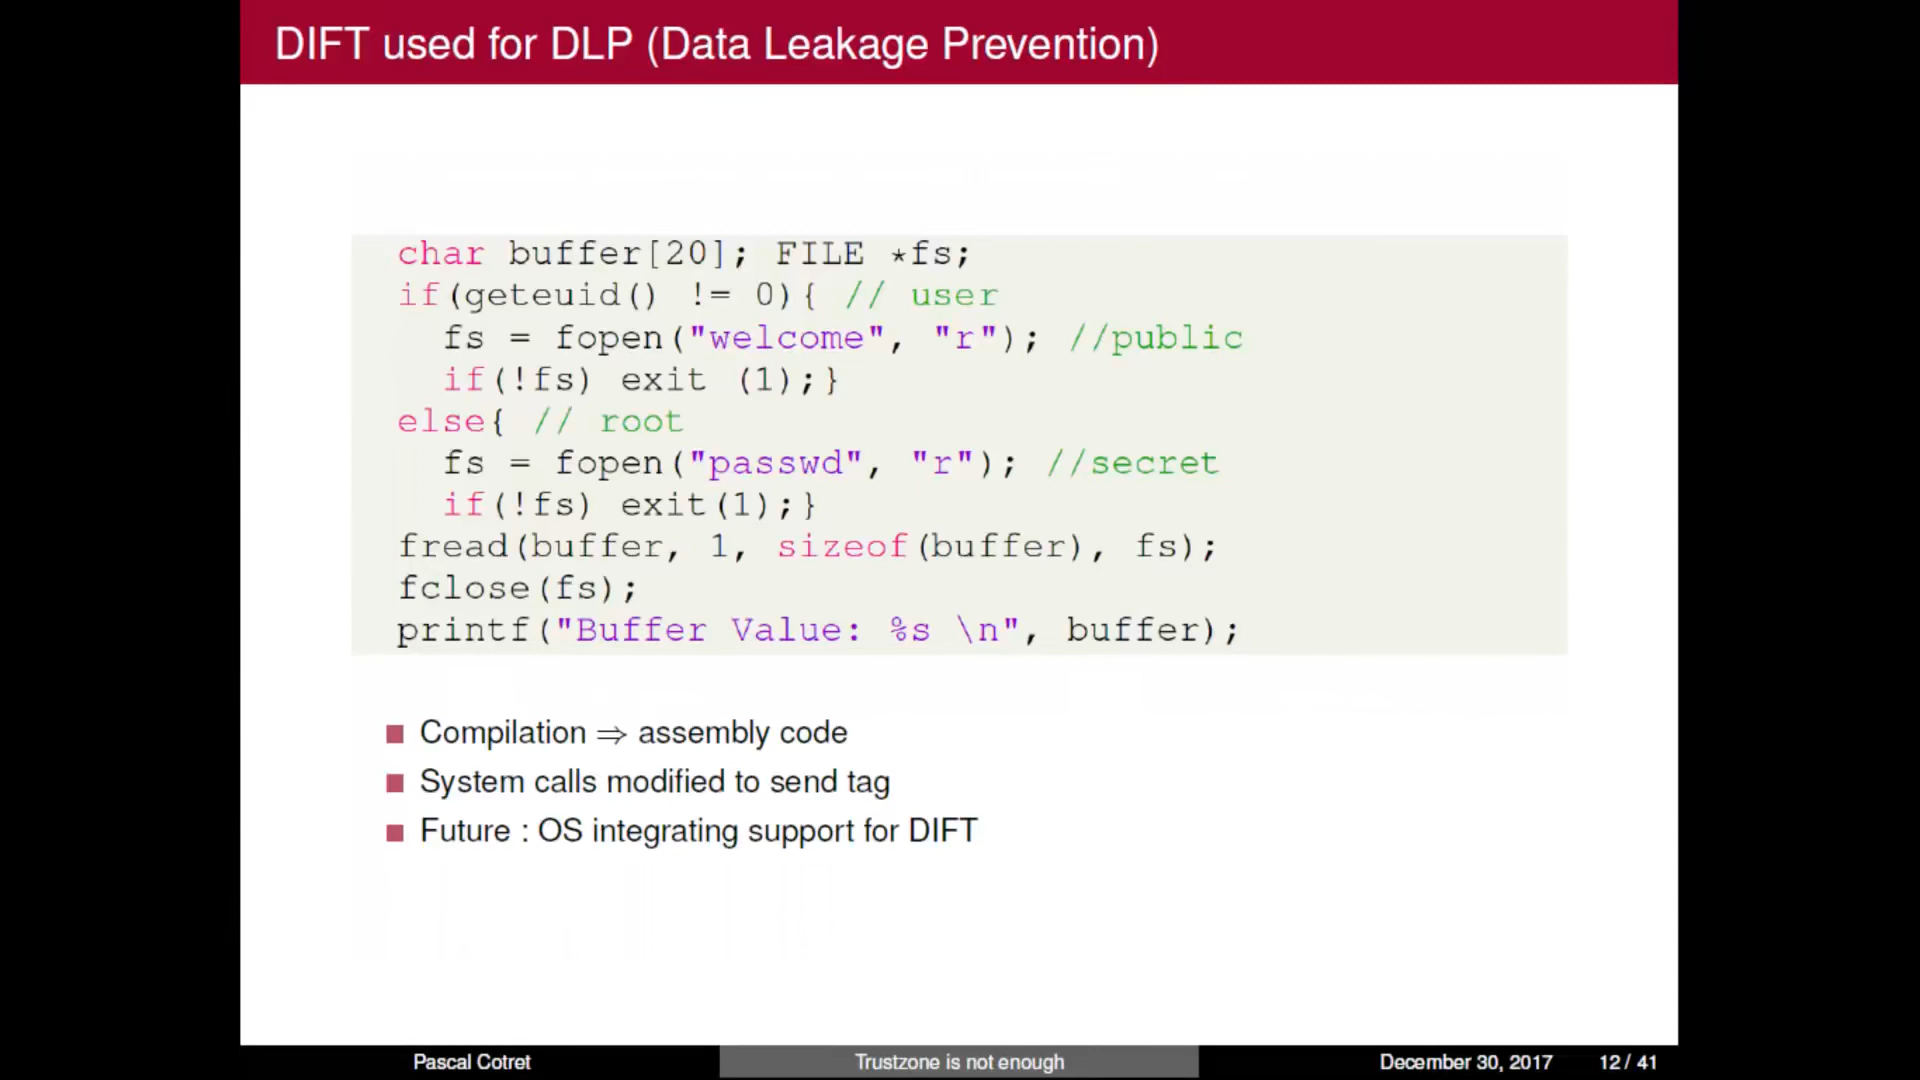 DIFT used for DLP (Data Leakage Prevention)
char buffer[20]; FILE *fs;
if(geteuid() != 0){ // user
fs = fopen("welcome", "r"); //public
if(!fs) exit (1);}
else{ // root
fs = fopen("passwd", "r"); //secret
if(!fs) exit(1);}
fread(buffer, 1, sizeof(buffer), fs);
fclose(fs);
printf("Buffer Value: %s \n", buffer);
Compilation ⇒ assembly code
System calls modified to send tag
Future : OS integrating support for DIFT
Pascal Cotret Trustzone is not enough December 30, 2017 12 / 41